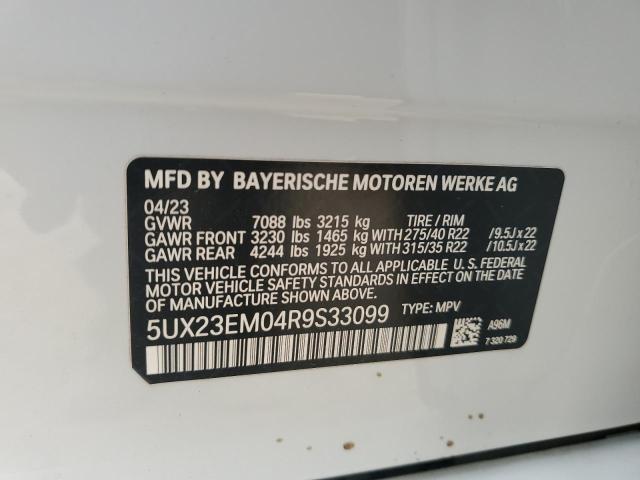 MFD BY BAYERISCHE MOTOREN WERKE AG
04/23
GVWR 7088 lbs 3215 kg TIRE / RIM
GAWR FRONT 3230 lbs 1465 kg WITH 275/40 R22 /9.5J x 22
GAWR REAR 4244 lbs 1925 kg WITH 315/35 R22 /10.5J x 22
THIS VEHICLE CONFORMS TO ALL APPLICABLE U. S. FEDERAL
MOTOR VEHICLE SAFETY STANDARDS IN EFFECT ON THE
DATE OF MANUFACTURE SHOWN ABOVE.
5UX23EM04R9S33099 TYPE: MPV
A96M
7 320 729